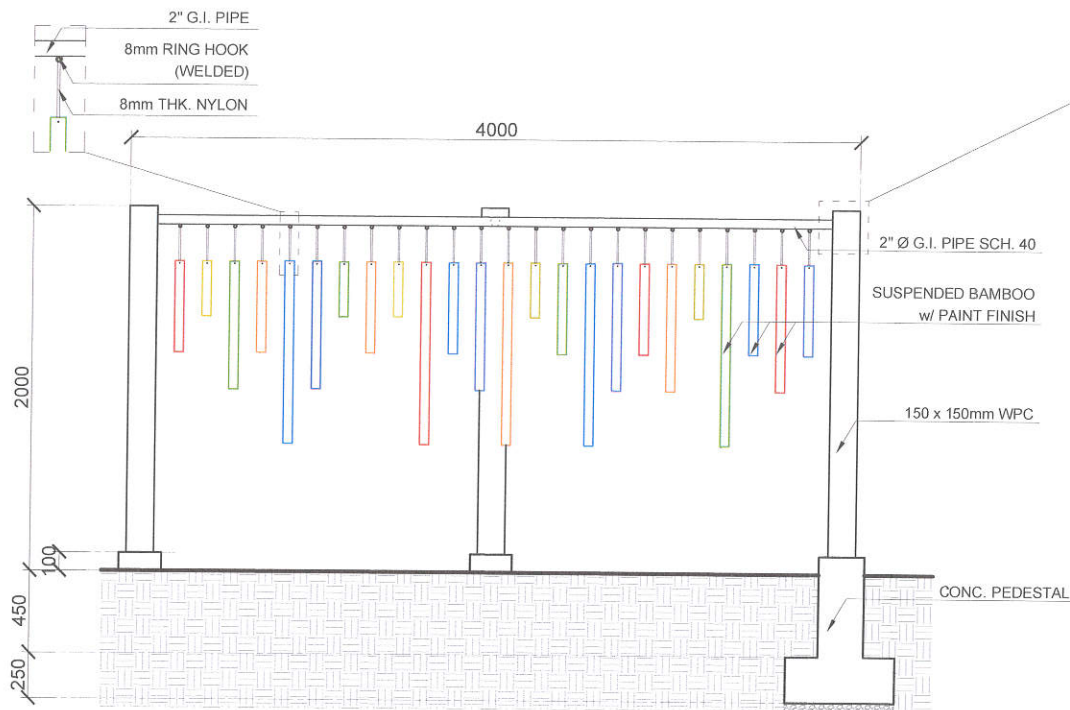 2" G.I. PIPE
8mm RING HOOK
(WELDED)
8mm THK. NYLON
4000
2" Ø G.I. PIPE SCH. 40
SUSPENDED BAMBOO
w/ PAINT FINISH
2000
150 x 150mm WPC
100
450
CONC. PEDESTAL
250